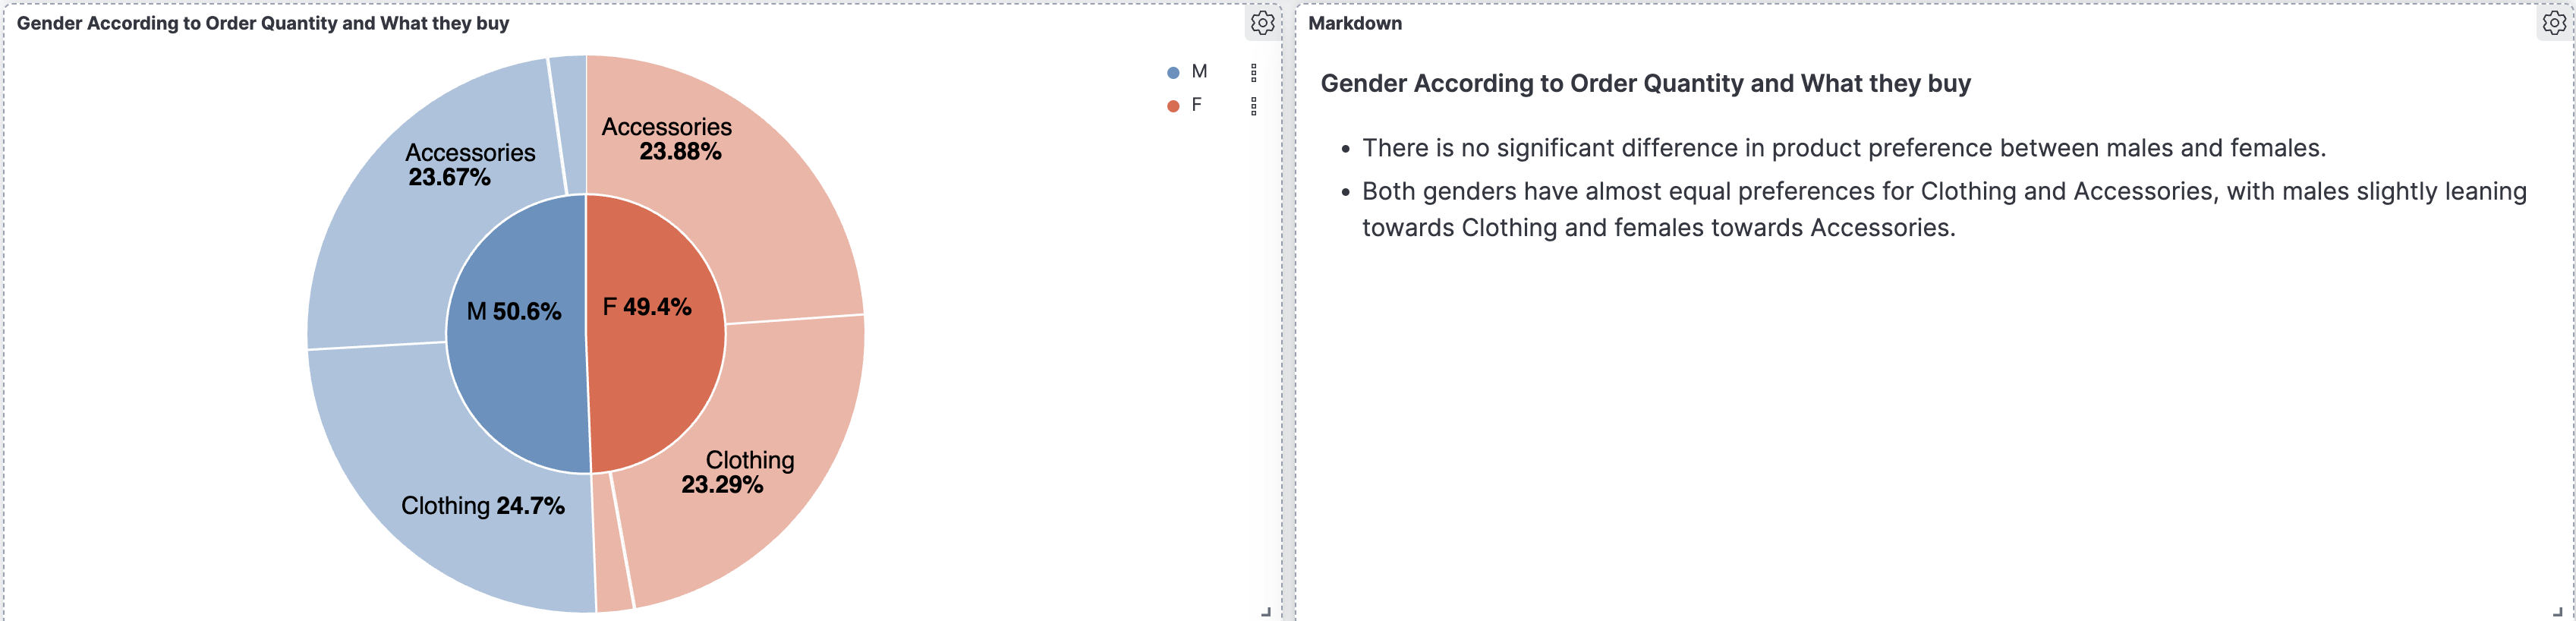 Gender According to Order Quantity and What they buy
M
F
Accessories
23.88%
Accessories
23.67%
M 50.6%
F 49.4%
Clothing
23.29%
Clothing 24.7%
Markdown
Gender According to Order Quantity and What they buy
• There is no significant difference in product preference between males and females.
• Both genders have almost equal preferences for Clothing and Accessories, with males slightly leaning
towards Clothing and females towards Accessories.